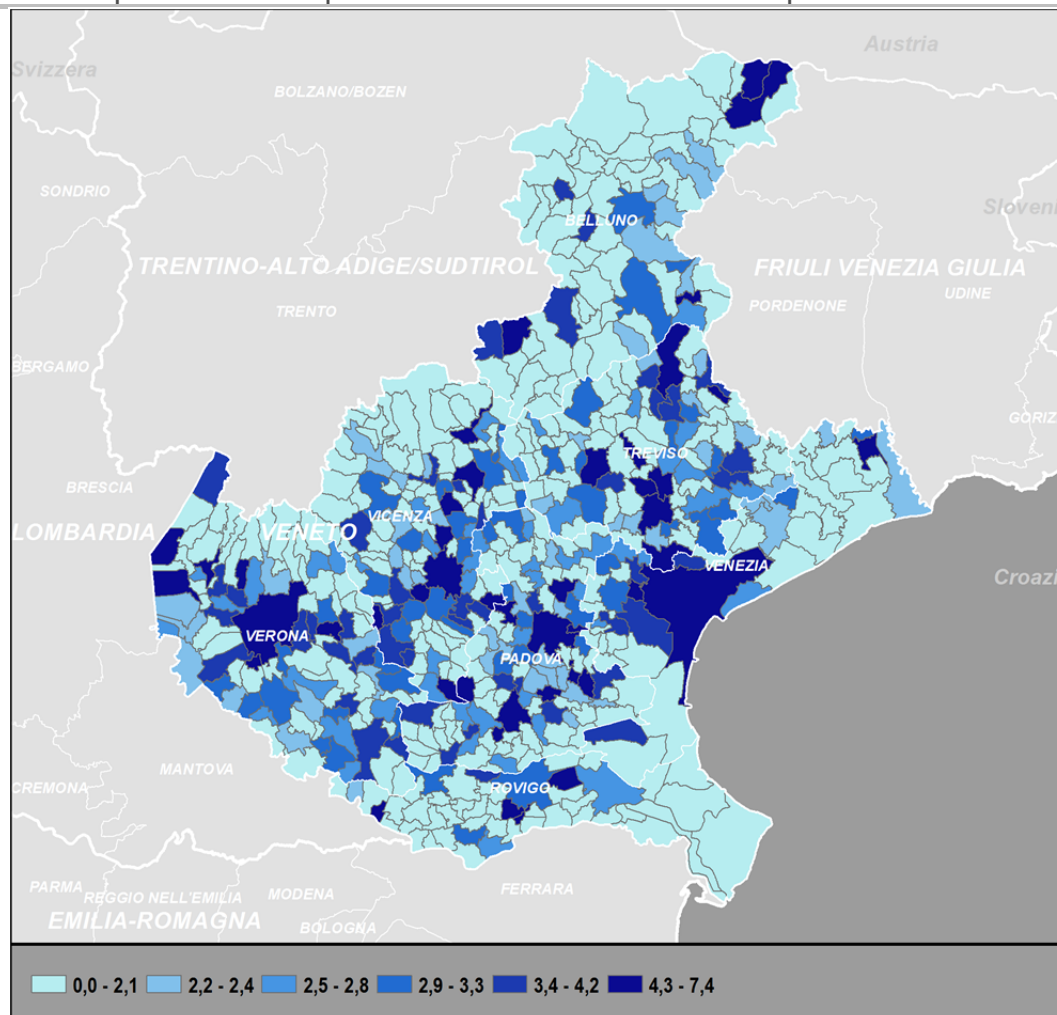 Austria
Svizzera
BOLZANO/BOZEN
SONDRIO
Sloveni
BELLUNO
TRENTINO-ALTO ADIGE/SUDTIROL
FRIULI VENEZIA GIULIA
UDINE
PORDENONE
TRENTO
BERGAMO
GORIZ
TREVISO
BRESCIA
VICENZA
LOMBARDIA
VENETO
VENEZIA
Croazi
VERONA
PADOVA
MANTOVA
CREMONA
ROVIGO
PARMA
REGGIO NELL'EMILIA
MODENA
FERRARA
EMILIA-ROMAGNA
BOLOGNA
0,0 - 2,1 2,2 - 2,4 2,5 - 2,8 2,9 - 3,3 3,4 - 4,2 4,3 - 7,4